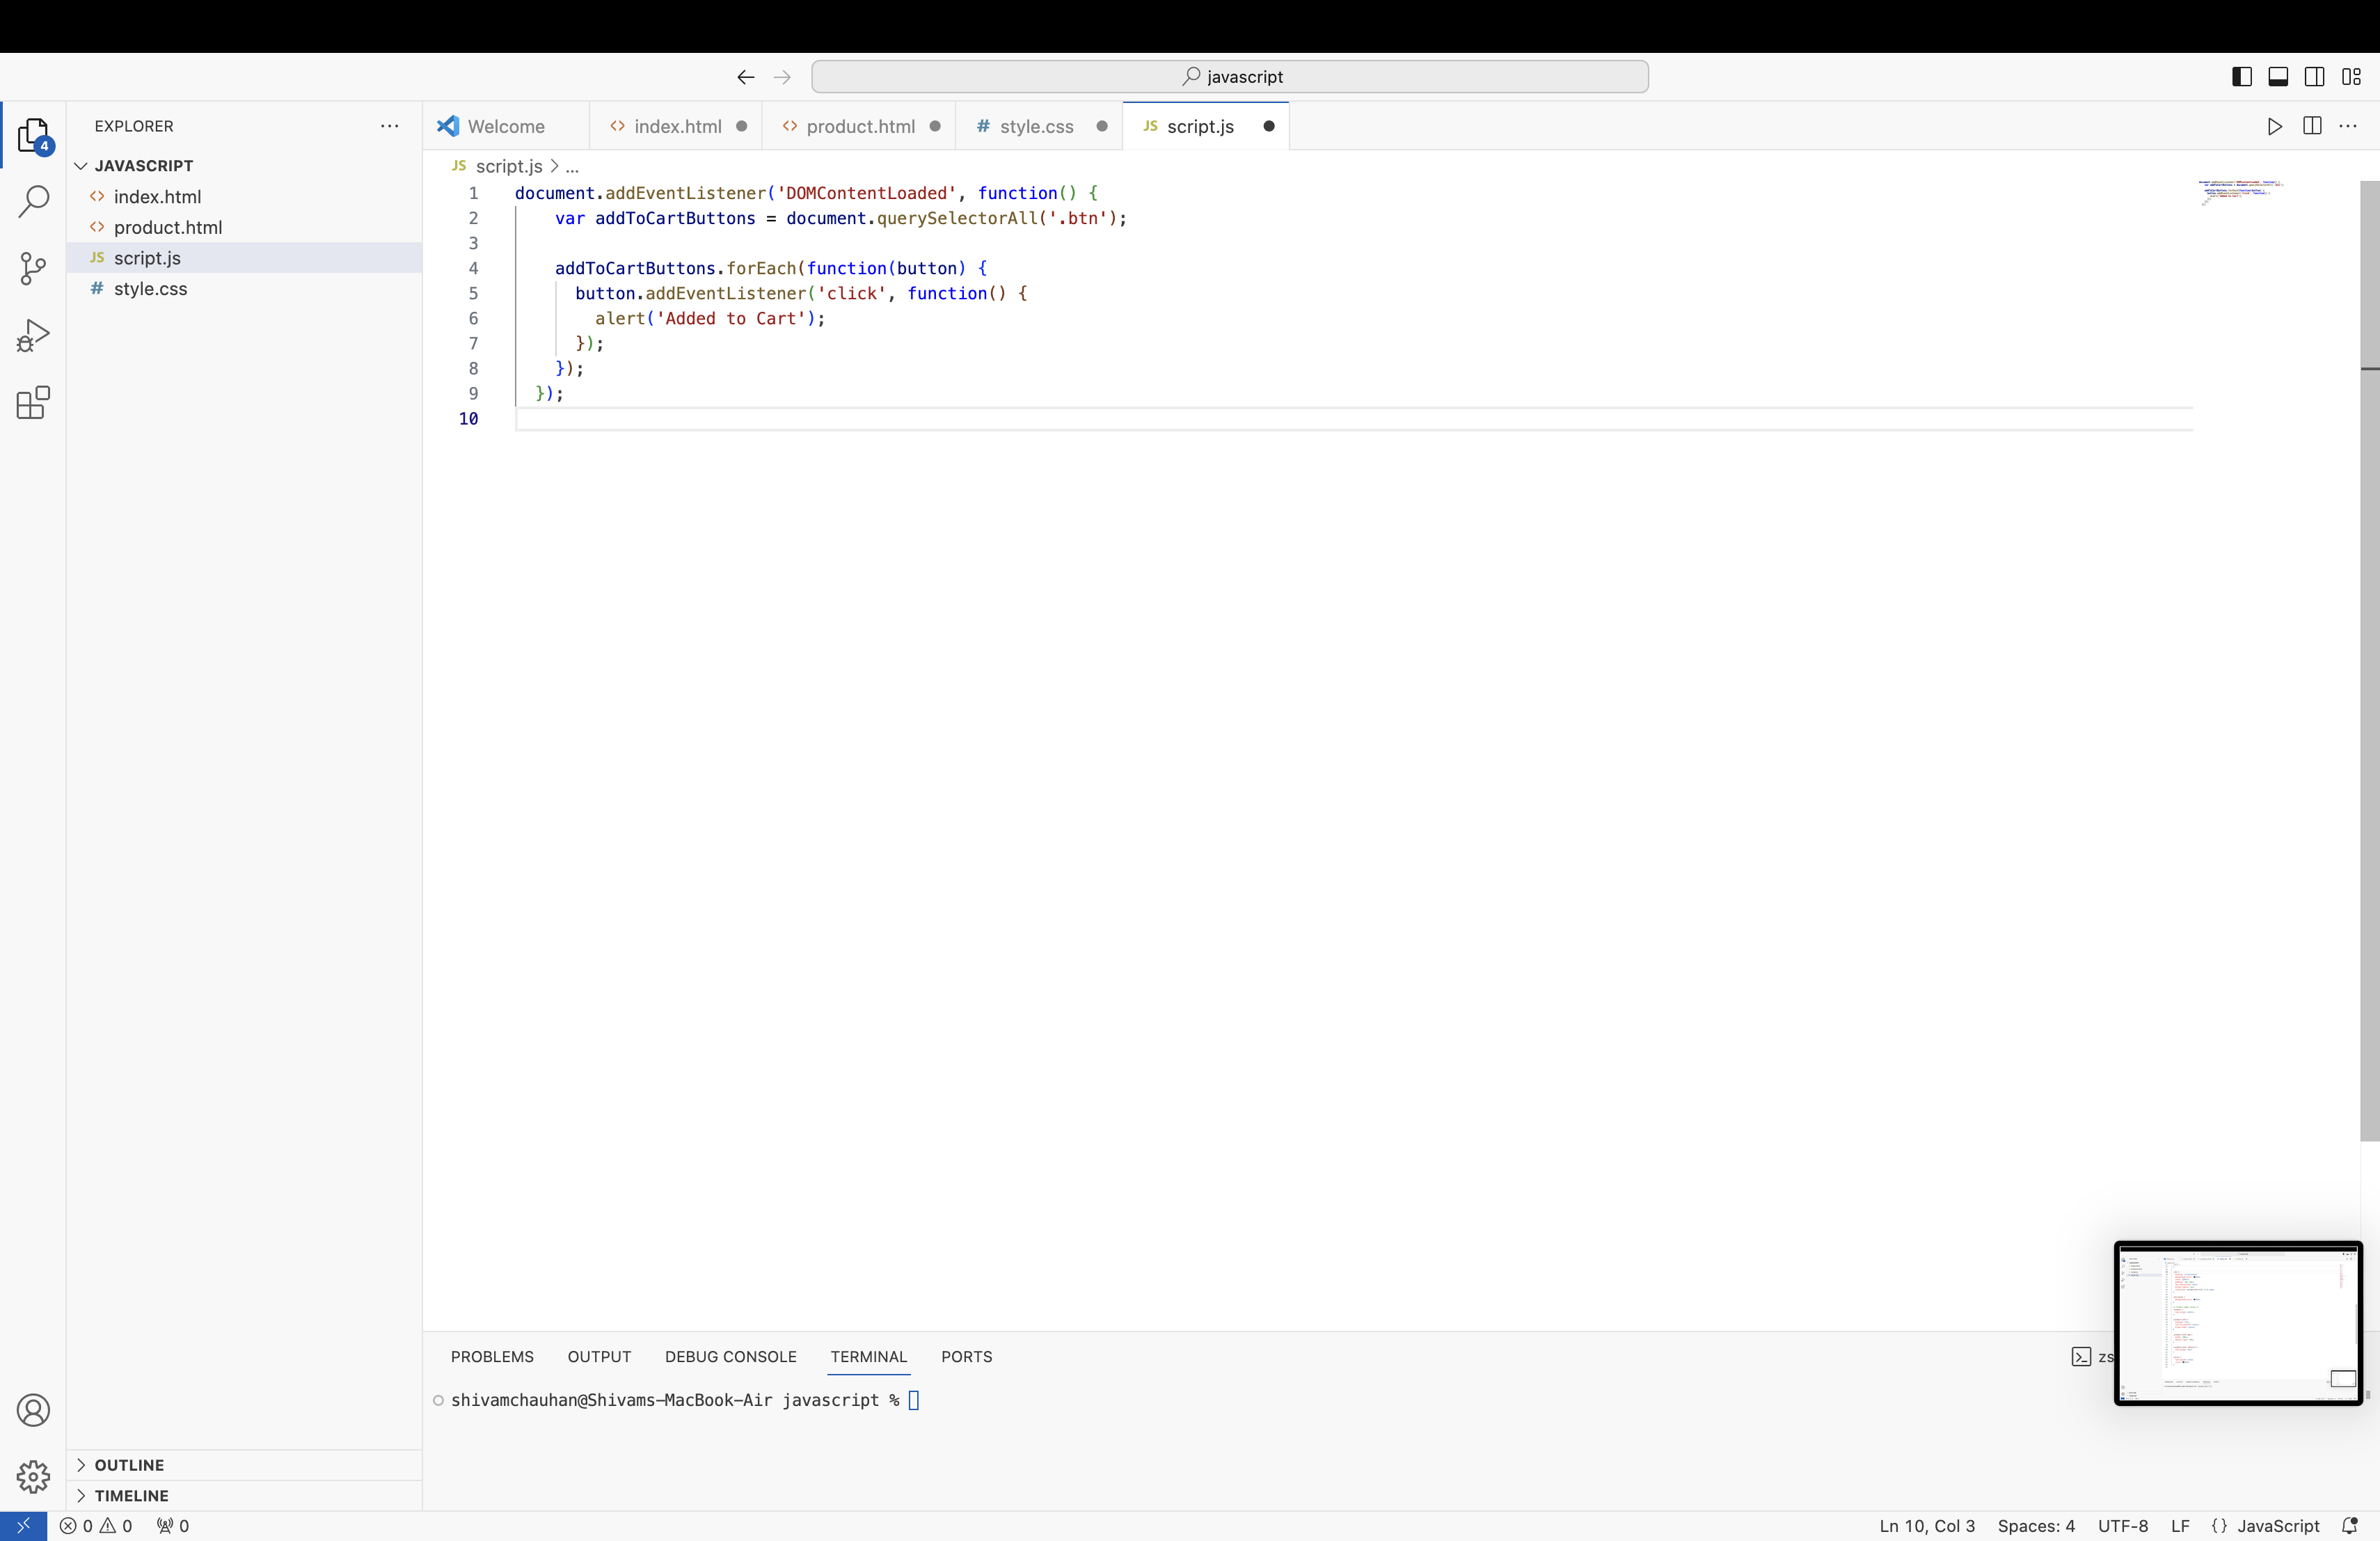 javascript
EXPLORER
Welcome
index.html
product.html
style.css
script.js
4
JAVASCRIPT
index.html
product.html
JS script.js
# style.css
JS script.js > ...
1 document.addEventListener('DOMContentLoaded', function() {
2 var addToCartButtons = document.querySelectorAll('.btn');
3
4 addToCartButtons.forEach(function(button) {
5 button.addEventListener('click', function() {
6 alert('Added to Cart');
7 });
8 });
9 });
10
PROBLEMS OUTPUT DEBUG CONSOLE TERMINAL PORTS
shivamchauhan@Shivams-MacBook-Air javascript %
OUTLINE
TIMELINE
0 0 0
Ln 10, Col 3 Spaces: 4 UTF-8 LF {} JavaScript